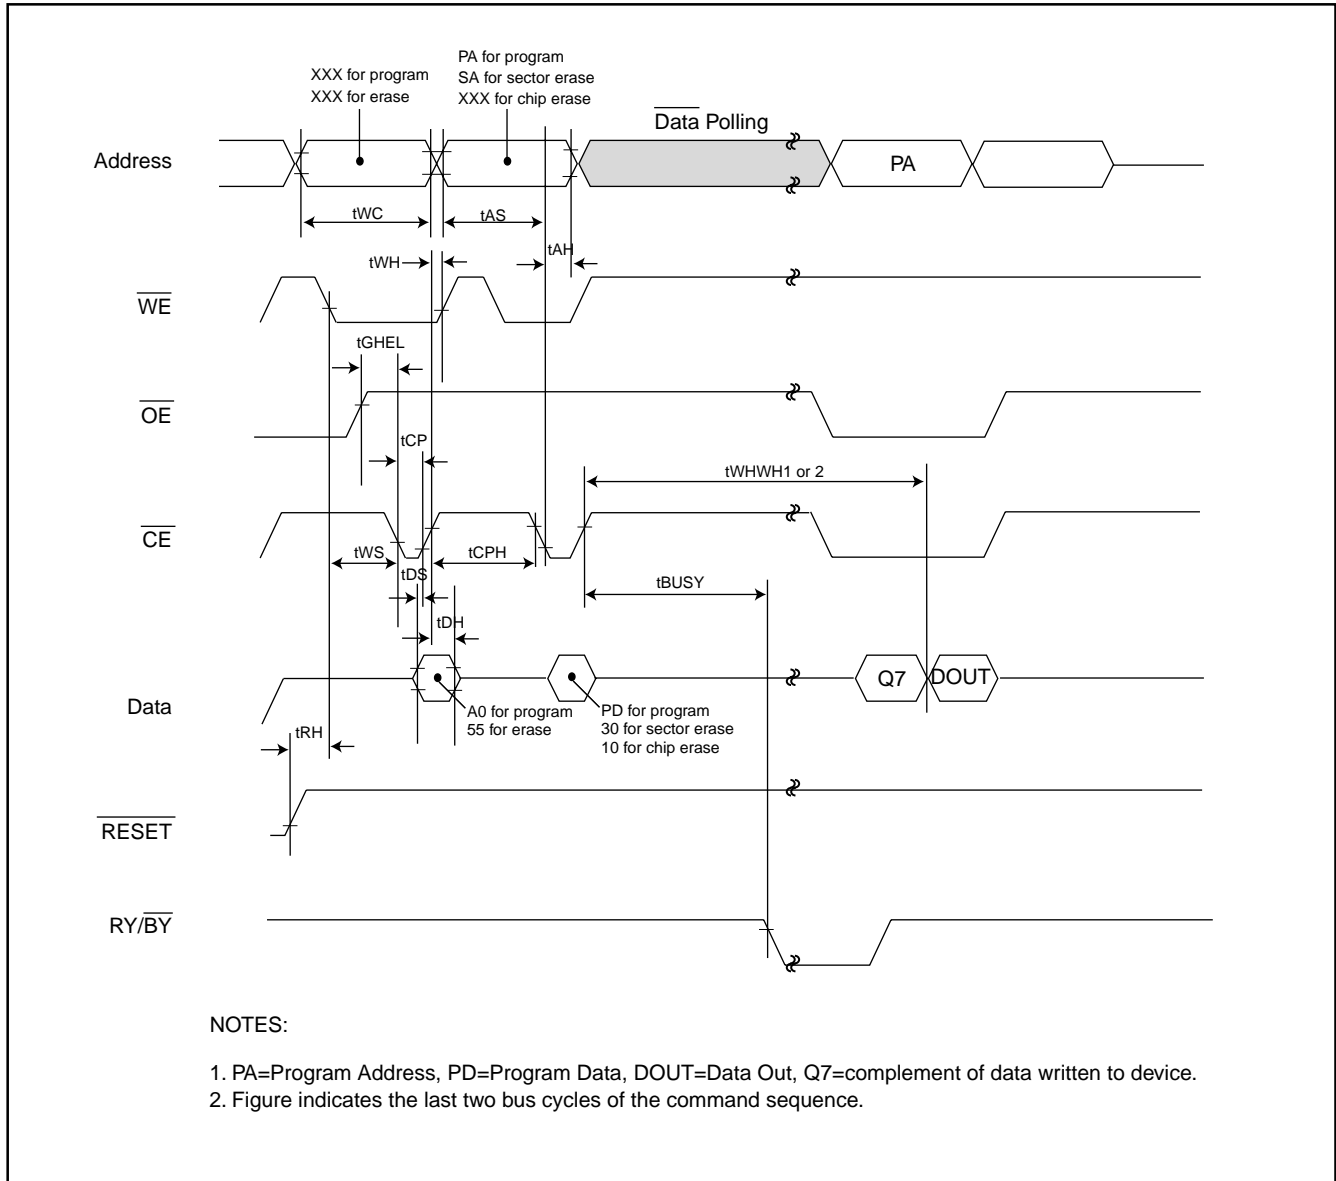 XXX for program
XXX for erase
PA for program
SA for sector erase
XXX for chip erase
Data Polling
Address
PA
tWC
tAS
tAH
tWH
WE
tGHEL
OE
tCP
tWHWH1 or 2
CE
tWS
tCPH
tDS
tBUSY
tDH
Q7
DOUT
Data
A0 for program
55 for erase
PD for program
30 for sector erase
10 for chip erase
tRH
RESET
RY/BY
NOTES:
1. PA=Program Address, PD=Program Data, DOUT=Data Out, Q7=complement of data written to device.
2. Figure indicates the last two bus cycles of the command sequence.